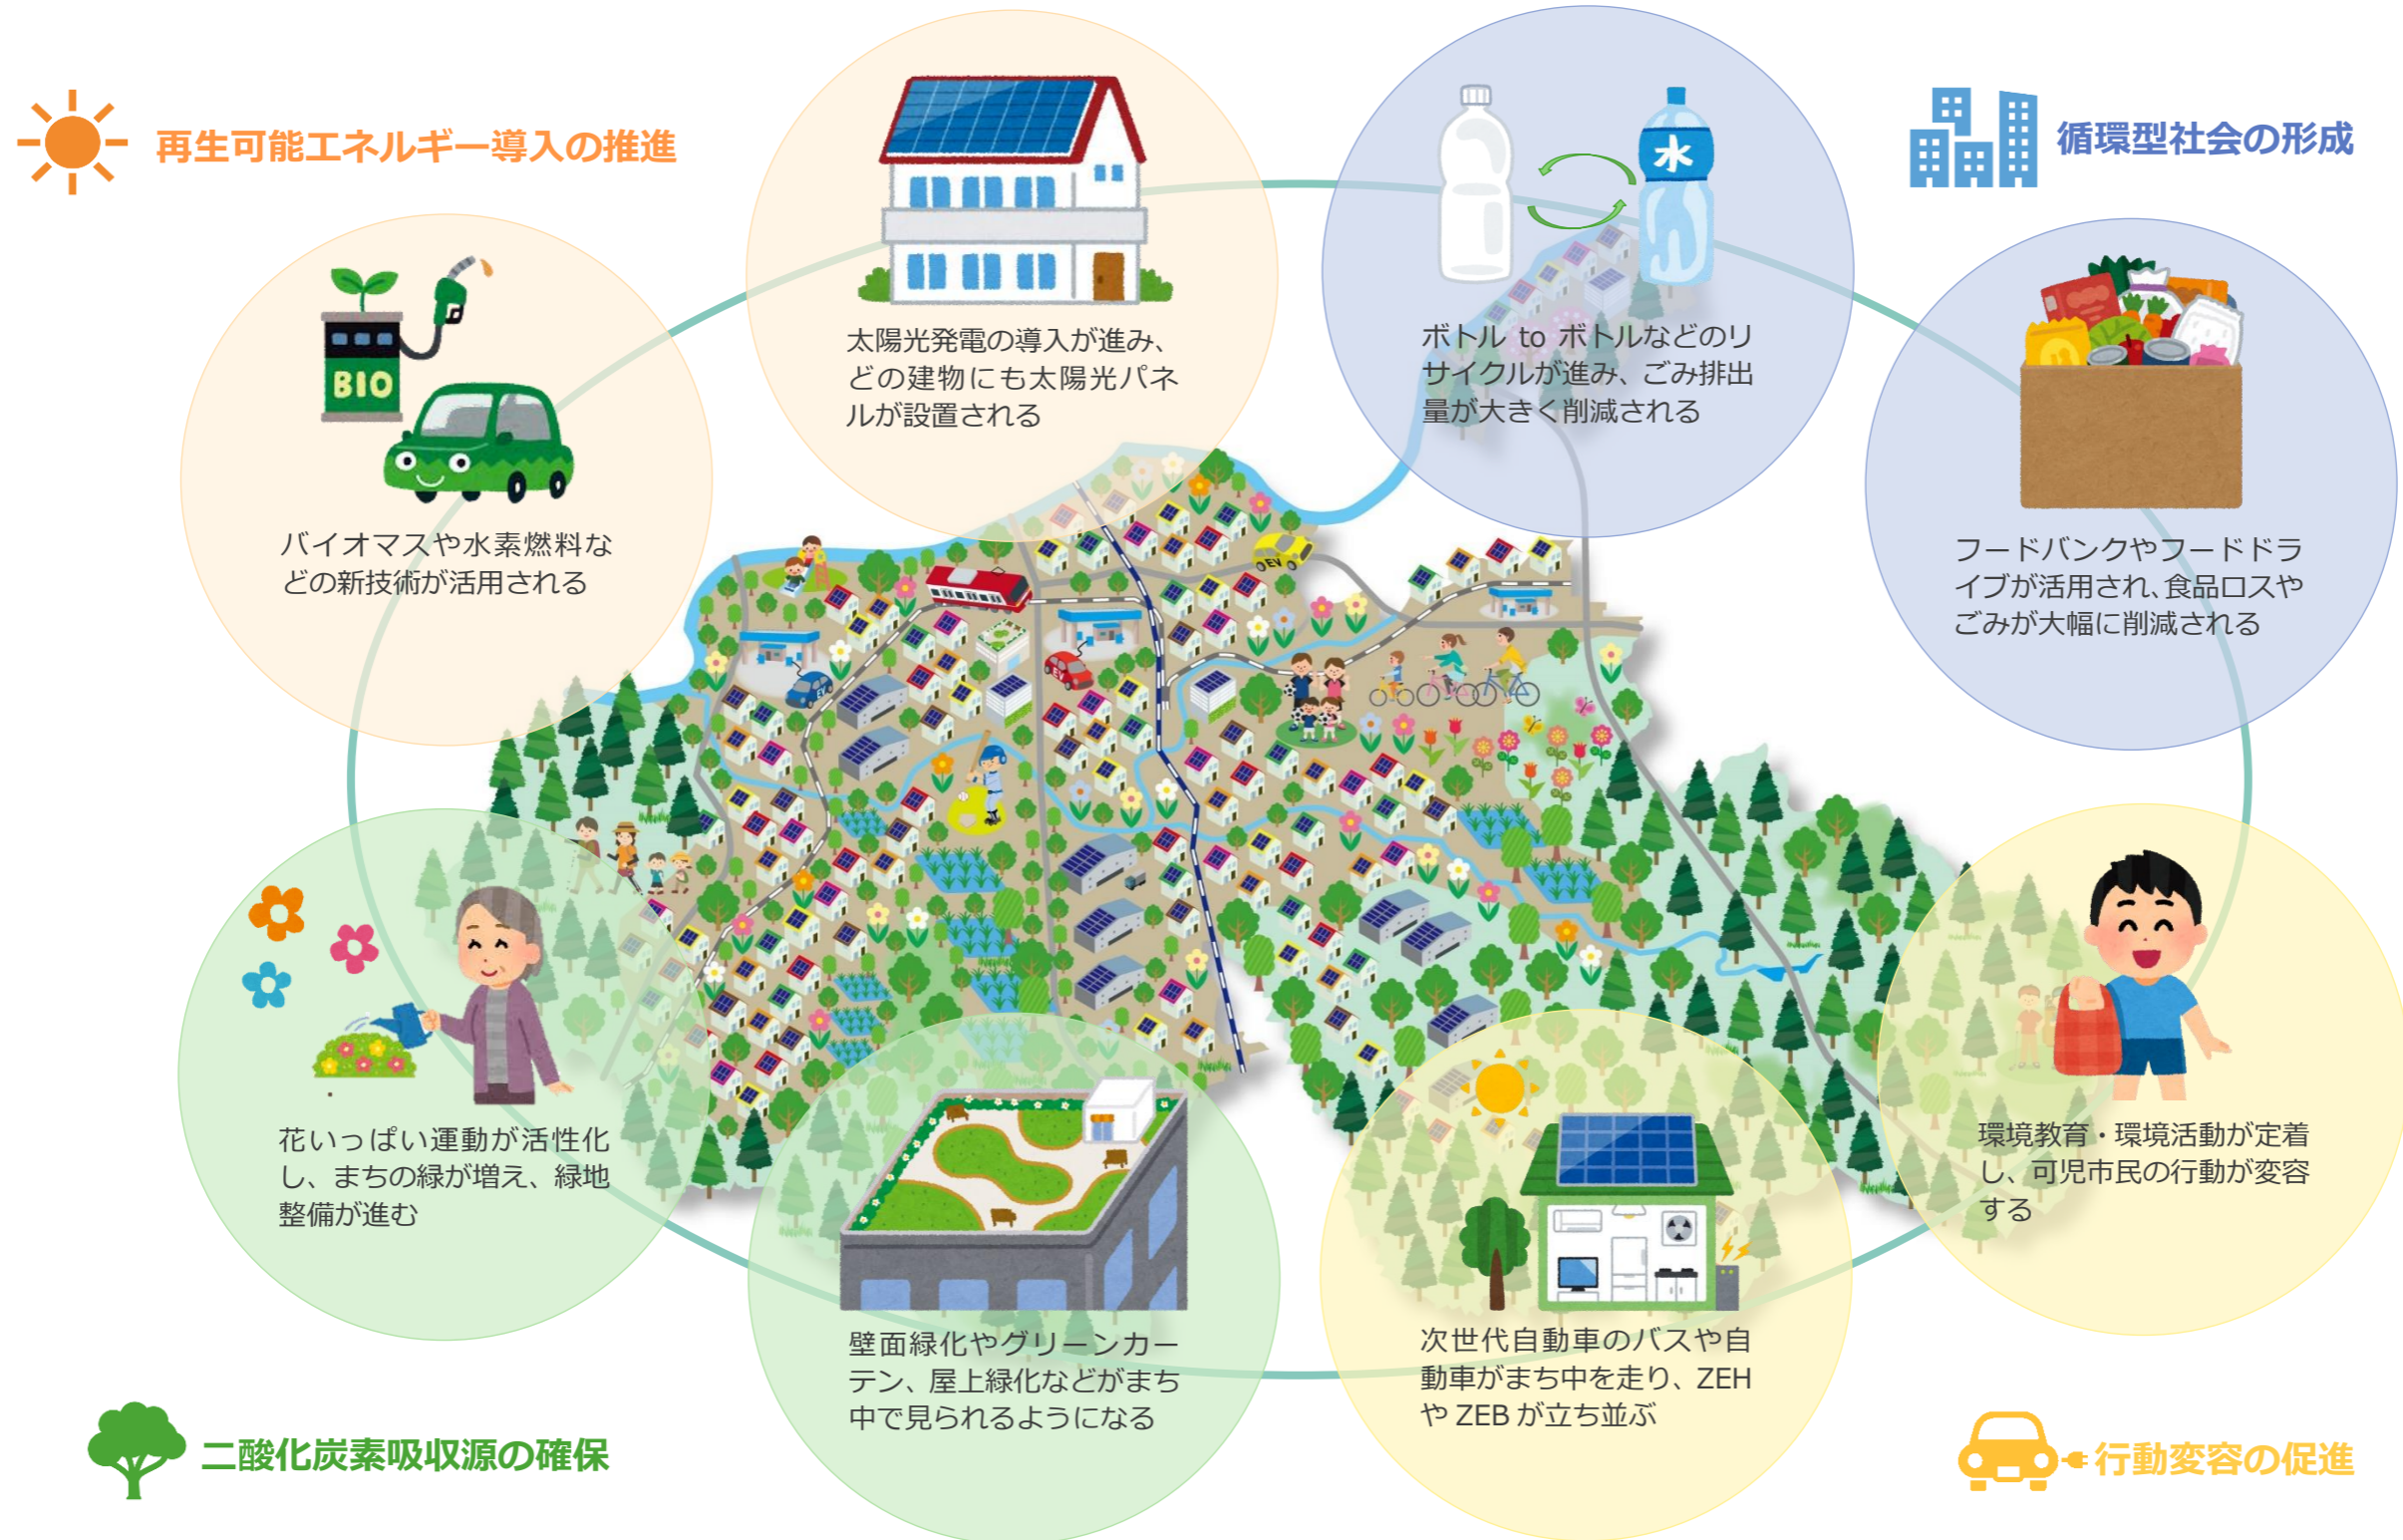 再生可能エネルギー導入の推進
循環型社会の形成
水
太陽光発電の導入が進み、
どの建物にも太陽光パネ
ルが設置される
ボトル to ボトルなどのリ
サイクルが進み、ごみ排出
量が大きく削減される
BIO
バイオマスや水素燃料な
どの新技術が活用される
フードバンクやフードドラ
イブが活用され、食品ロスや
ごみが大幅に削減される
EV
EV
EV
花いっぱい運動が活性化
し、まちの緑が増え、緑地
整備が進む
環境教育・環境活動が定着
し、可児市民の行動が変容
する
壁面緑化やグリーンカー
テン、屋上緑化などがまち
中で見られるようになる
次世代自動車のバスや自
動車がまち中を走り、ZEH
や ZEB が立ち並ぶ
二酸化炭素吸収源の確保
行動変容の促進